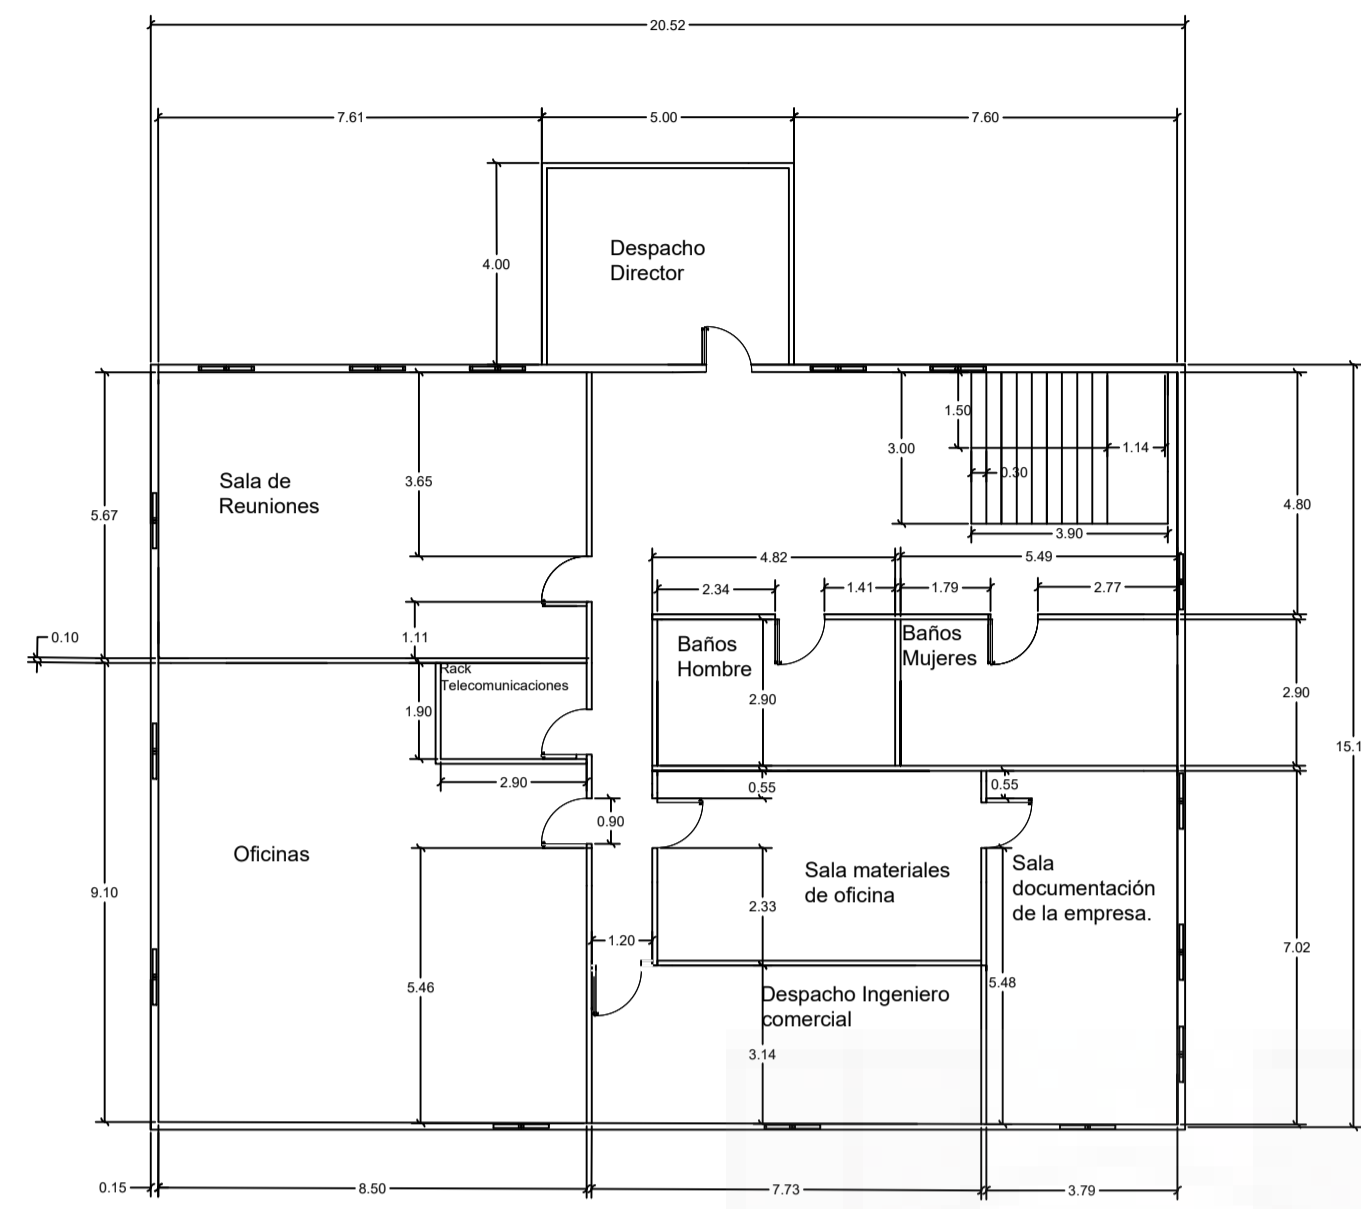 20.52
7.61
5.00
7.60
4.00
Despacho
Director
1.50
3.00
1.14
0.30
3.90
4.80
Sala de
Reuniones
3.65
5.67
4.82
5.49
2.34
1.41
1.79
2.77
0.10
1.11
Baños
Hombre
Baños
Mujeres
Rack
Telecomunicaciones
1.90
2.90
2.90
2.90
15.1
0.55
0.55
0.90
Oficinas
Sala materiales
de oficina
Sala
documentación
de la empresa.
9.10
2.33
1.20
7.02
5.46
5.48
Despacho Ingeniero
comercial
3.14
0.15
8.50
7.73
3.79